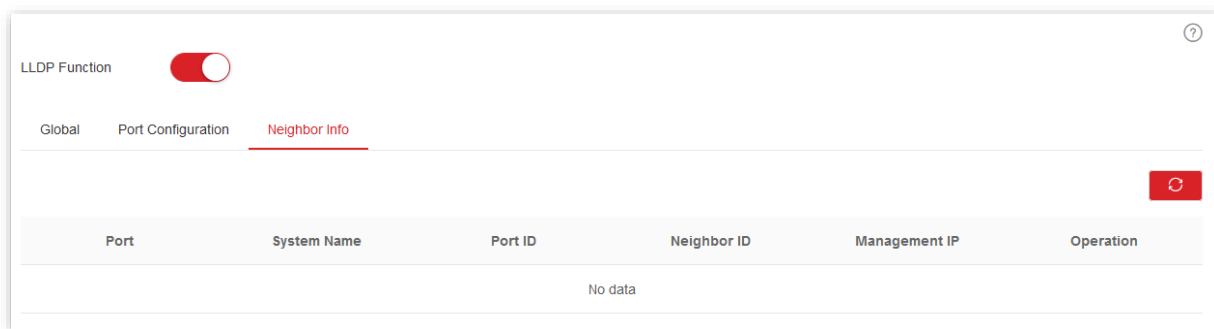 ?
LLDP Function
Global Port Configuration Neighbor Info
Port System Name Port ID Neighbor ID Management IP Operation
No data